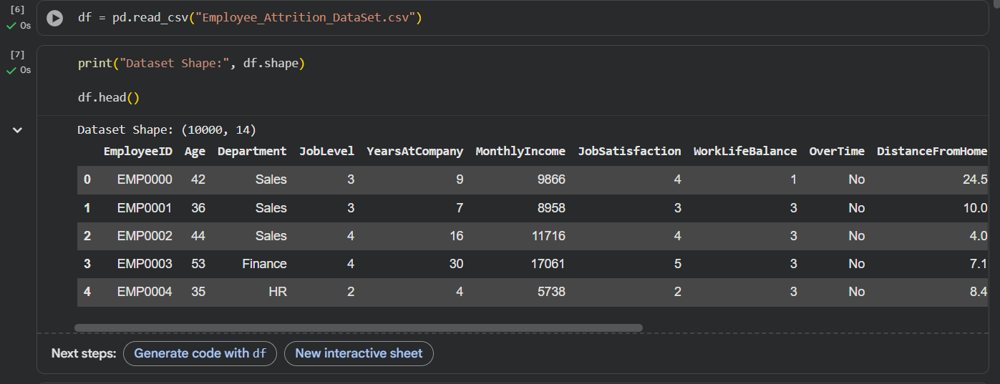 [6]
0s
df = pd.read_csv("Employee_Attrition_DataSet.csv")
[7]
0s
print("Dataset Shape:", df.shape)
df.head()
Dataset Shape: (10000, 14)
EmployeeID Age Department JobLevel YearsAtCompany MonthlyIncome JobSatisfaction WorkLifeBalance OverTime DistanceFromHome
0 EMP0000 42 Sales 3 9 9866 4 1 No 24.5
1 EMP0001 36 Sales 3 7 8958 3 3 No 10.0
2 EMP0002 44 Sales 4 16 11716 4 3 No 4.0
3 EMP0003 53 Finance 4 30 17061 5 3 No 7.1
4 EMP0004 35 HR 2 4 5738 2 3 No 8.4
Next steps: Generate code with df New interactive sheet